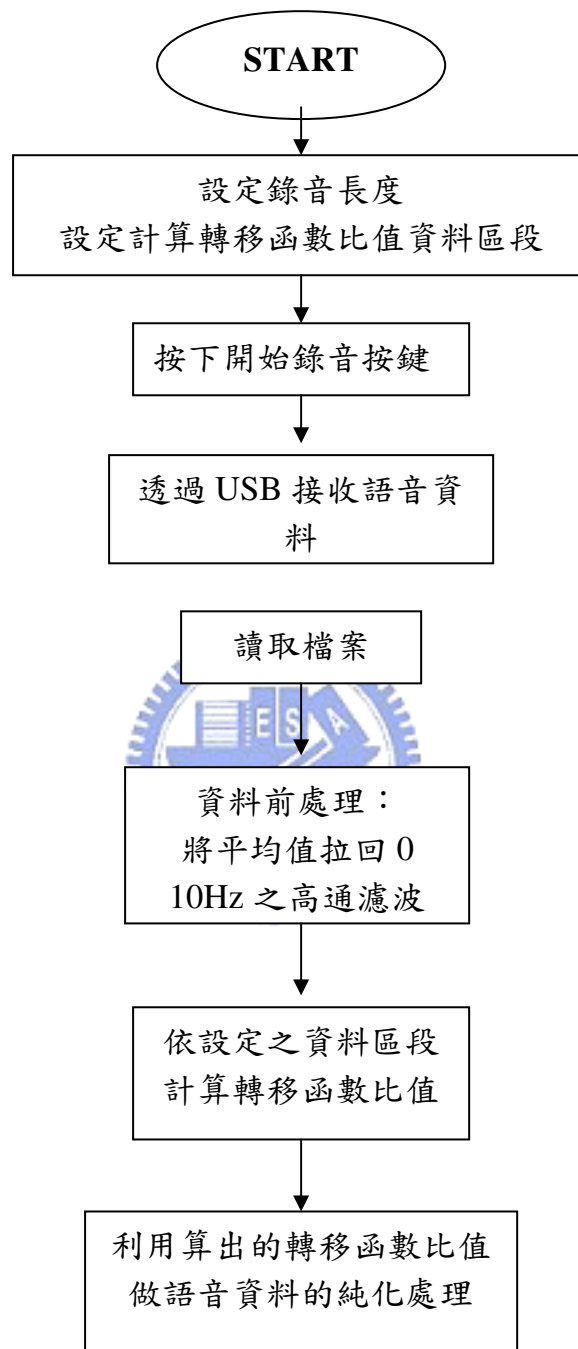 START
設定錄音長度
設定計算轉移函數比值資料區段
按下開始錄音按鍵
透過 USB 接收語音資
料
讀取檔案
E S A
資料前處理：
將平均值拉回 0
10Hz 之高通濾波
依設定之資料區段
計算轉移函數比值
利用算出的轉移函數比值
做語音資料的純化處理